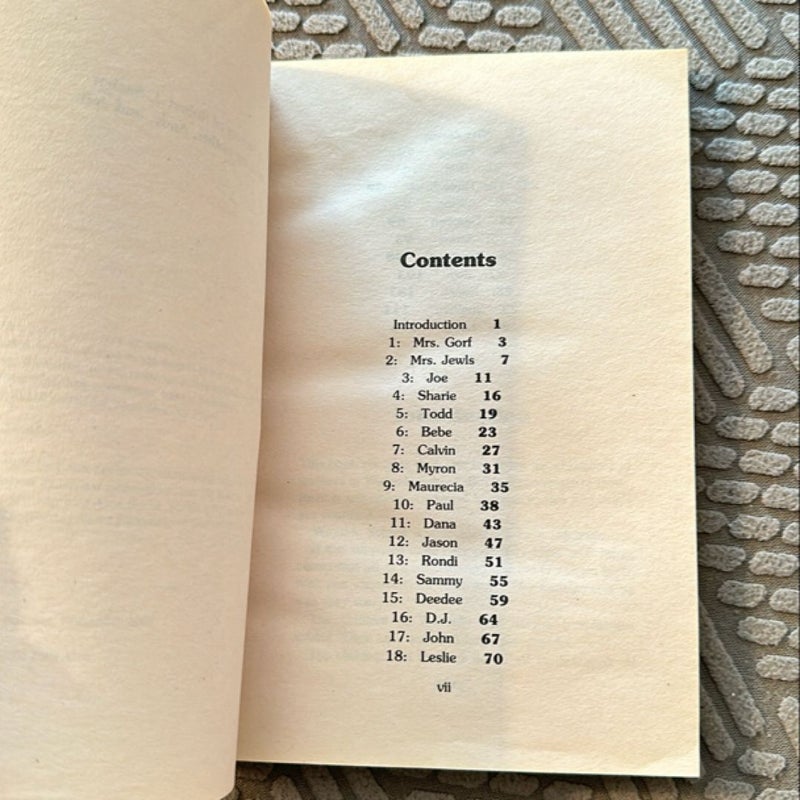 Contents
Introduction 1
1: Mrs. Gorf 3
2: Mrs. Jewls 7
3: Joe 11
4: Sharie 16
5: Todd 19
6: Bebe 23
7: Calvin 27
8: Myron 31
9: Maurecia 35
10: Paul 38
11: Dana 43
12: Jason 47
13: Rondi 51
14: Sammy 55
15: Deedee 59
16: D.J. 64
17: John 67
18: Leslie 70
vii